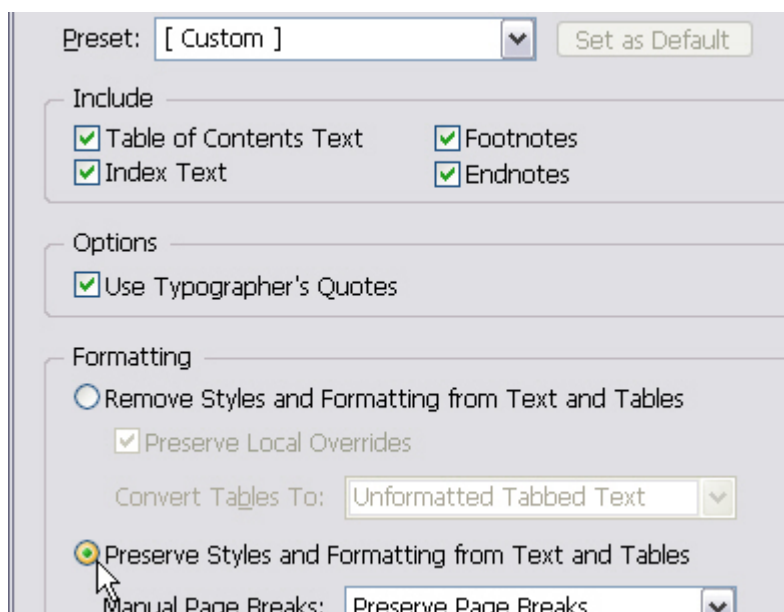 Preset: [ Custom ] Set as Default
Include
Table of Contents Text Footnotes
Index Text Endnotes
Options
Use Typographer's Quotes
Formatting
Remove Styles and Formatting from Text and Tables
Preserve Local Overrides
Convert Tables To: Unformatted Tabbed Text
Preserve Styles and Formatting from Text and Tables
Manual Page Breaks: Preserve Page Breaks